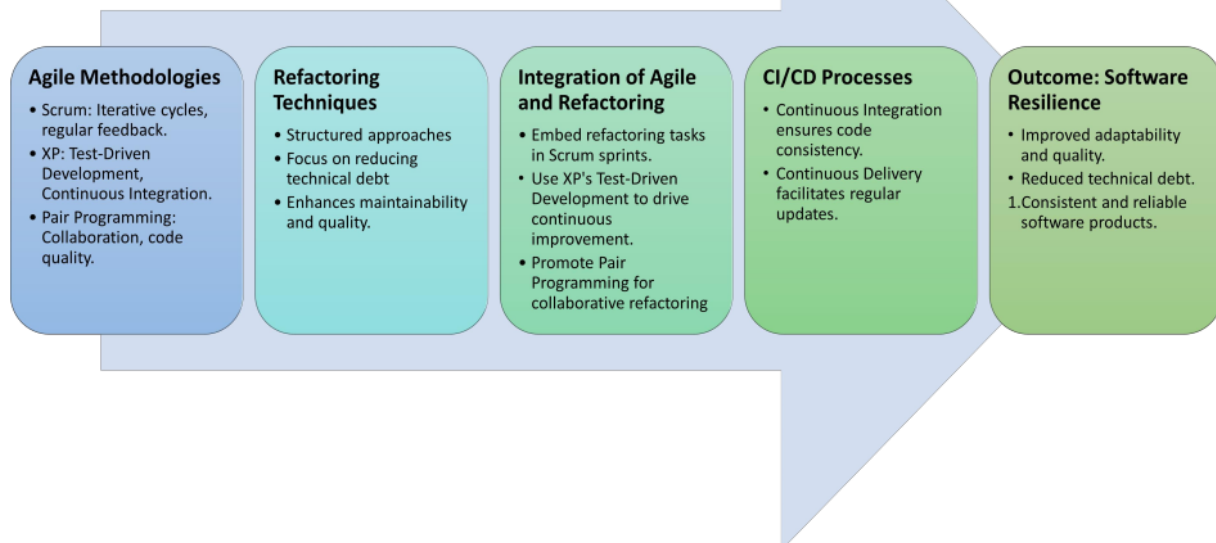 Agile Methodologies
• Scrum: Iterative cycles,
regular feedback.
• XP: Test-Driven
Development,
Continuous Integration.
• Pair Programming:
Collaboration, code
quality.
Refactoring
Techniques
• Structured approaches
• Focus on reducing
technical debt
• Enhances maintainability
and quality.
Integration of Agile
and Refactoring
• Embed refactoring tasks
in Scrum sprints.
• Use XP's Test-Driven
Development to drive
continuous
improvement.
• Promote Pair
Programming for
collaborative refactoring
CI/CD Processes
• Continuous Integration
ensures code
consistency.
• Continuous Delivery
facilitates regular
updates.
Outcome: Software
Resilience
• Improved adaptability
and quality.
• Reduced technical debt.
1.Consistent and reliable
software products.